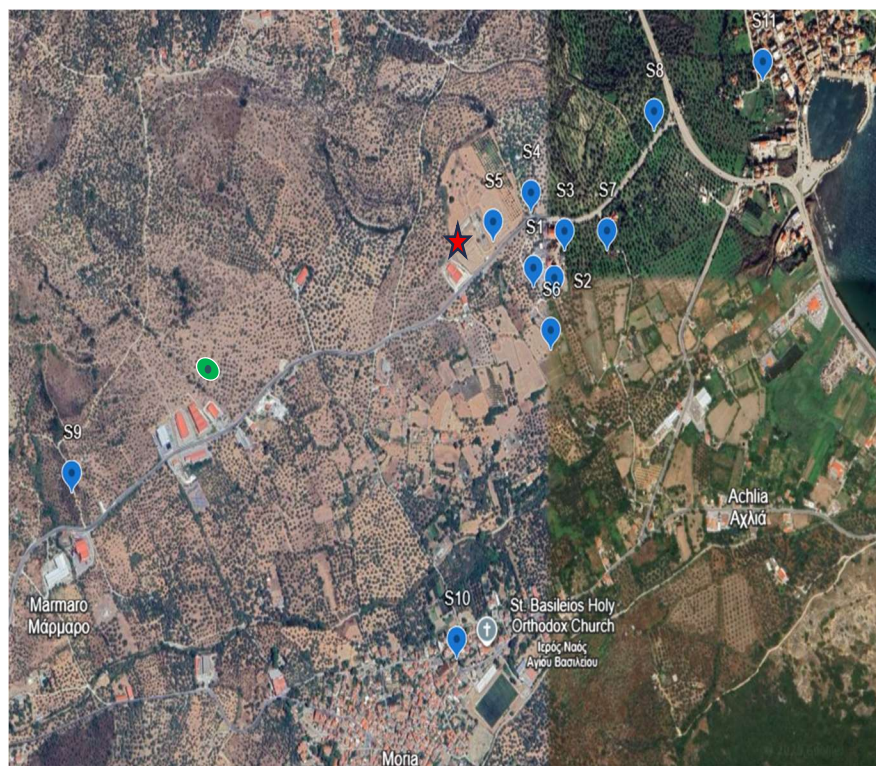 S11
S8
S4
S5
S3
S7
S1
S2
S6
S9
Achlia
Αχλιά
Marmaro
Μάρμαρο
S10
St. Basileios Holy
Orthodox Church
Ιερός Ναός
Αγίου Βασιλείου
Moria